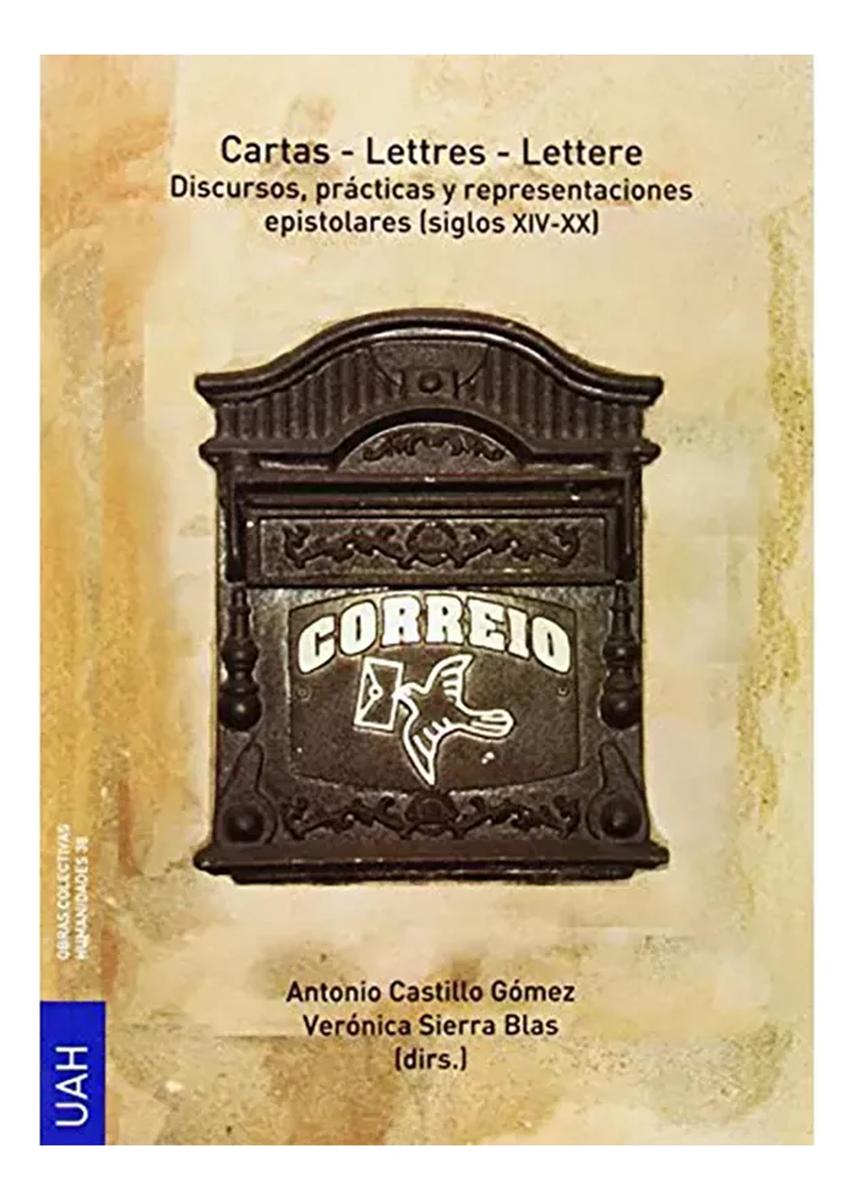 Cartas - Lettres - Lettere
Discursos, prácticas y representaciones
epistolares (siglos XIV-XX)
CORREIO
OBRAS COLECTIVAS
HUMANIDADES 38
UAH
Antonio Castillo Gómez
Verónica Sierra Blas
(dirs.)